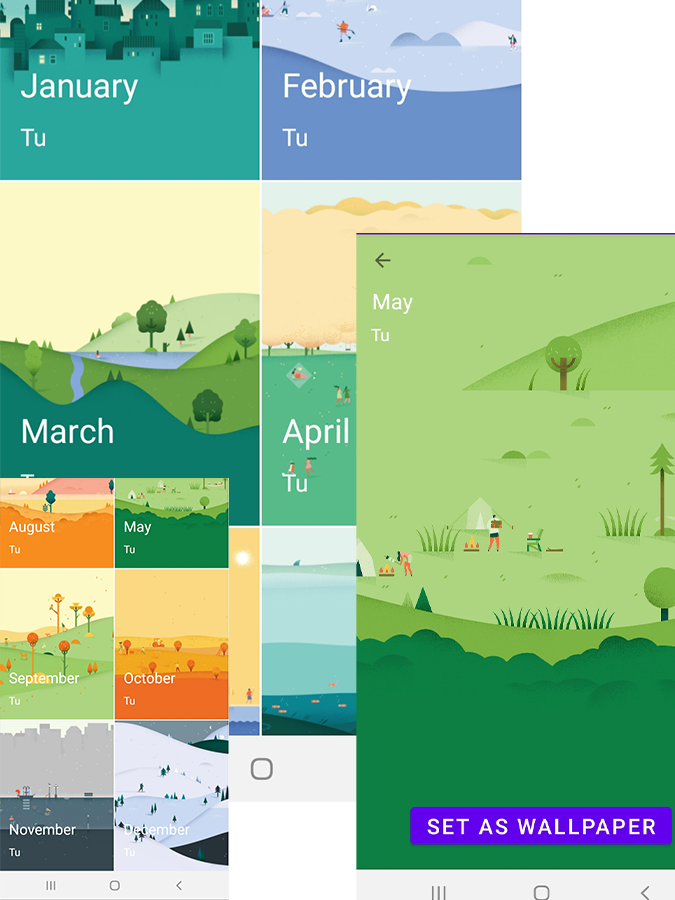 January
Tu
February
Tu
March
April
Tu
May
Tu
August
Tu
May
Tu
September
Tu
October
Tu
November
Tu
December
Tu
SET AS WALLPAPER